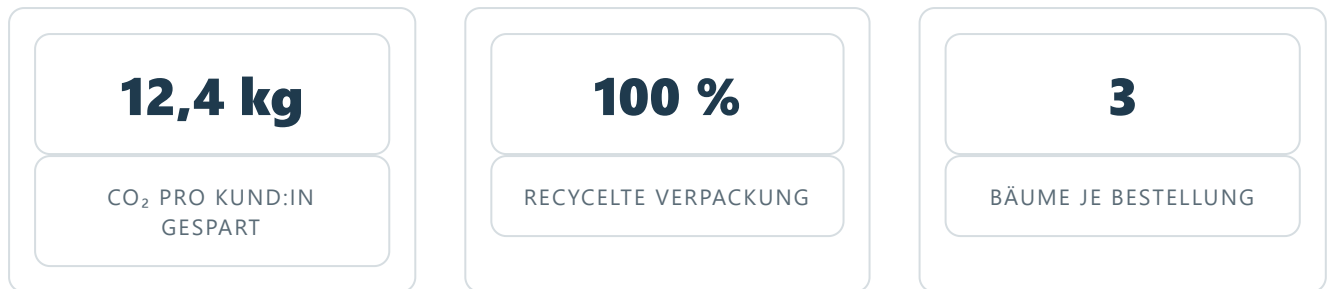 12,4 kg
CO₂ PRO KUND:IN
GESPART
100 %
RECYCELTE VERPACKUNG
3
BÄUME JE BESTELLUNG